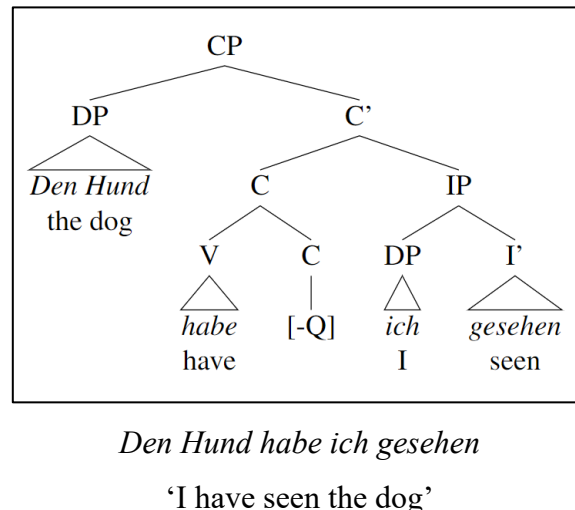 CP
DP C’
C IP
Den Hund
the dog
V C DP I’
habe [-Q] ich gesehen
have I seen
Den Hund habe ich gesehen
‘I have seen the dog’